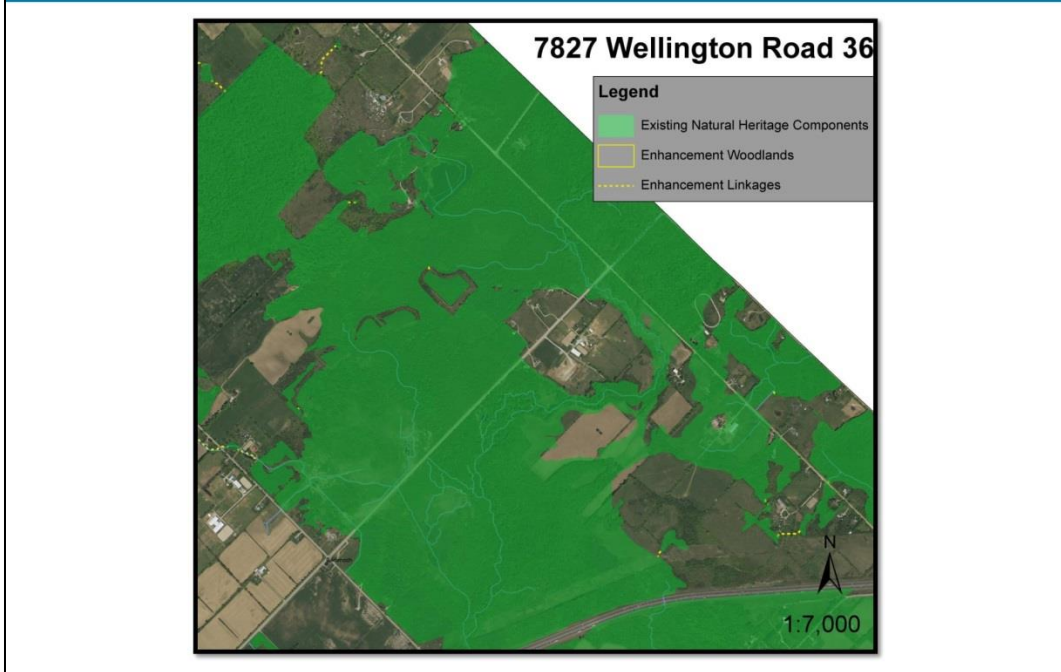 7827 Wellington Road 36
Legend
Existing Natural Heritage Components
Enhancement Woodlands
Enhancement Linkages
N
1:7,000